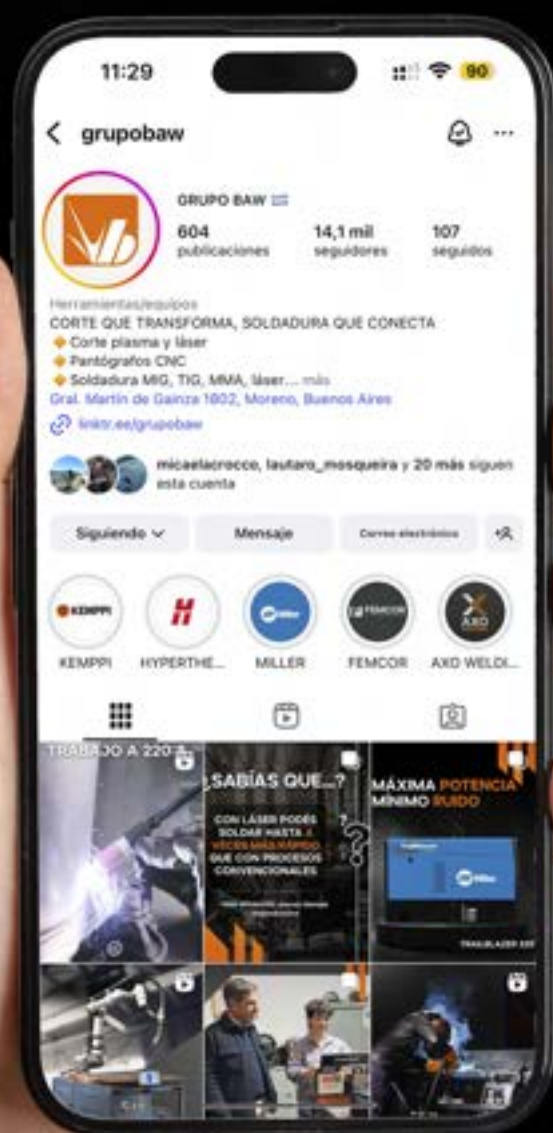 11:29
90
grupobaw
GRUPO BAW
604
14,1 mil
107
publicaciones
seguidores
seguidos
Herramientas/equipos
CORTE QUE TRANSFORMA, SOLDADURA QUE CONECTA
Corte plasma y láser
Pantógrafos CNC
Soldadura MIG, TIG, MMA, láser... más
Gral. Martín de Gainza 1802, Moreno, Buenos Aires
linktr.ee/grupobaw
micaelacrocco, lautaro_mosqueira y 20 más siguen
esta cuenta
Siguiendo
Mensaje
Correo electrónico
KEMPPI
H
Miller
FEMCOR
AXO
KEMPPI
HYPERTHE...
MILLER
FEMCOR
AXO WELDI...
TRABAJO A 220 A
¿SABÍAS QUE...?
CON LÁSER PODÉS
SOLDAR HASTA 4
VECES MÁS RÁPIDO
QUE CON PROCESOS
CONVENCIONALES
?
MÁXIMA POTENCIA
MÍNIMO RUIDO
Miller
TRAILBLAZER